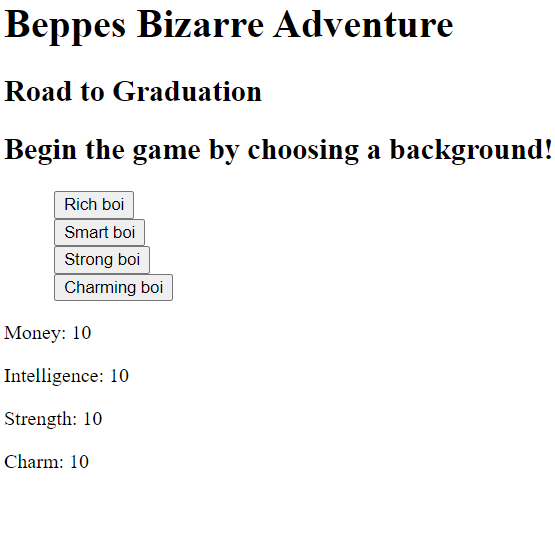 Beppes Bizarre Adventure
Road to Graduation
Begin the game by choosing a background!
Rich boi
Smart boi
Strong boi
Charming boi
Money: 10
Intelligence: 10
Strength: 10
Charm: 10